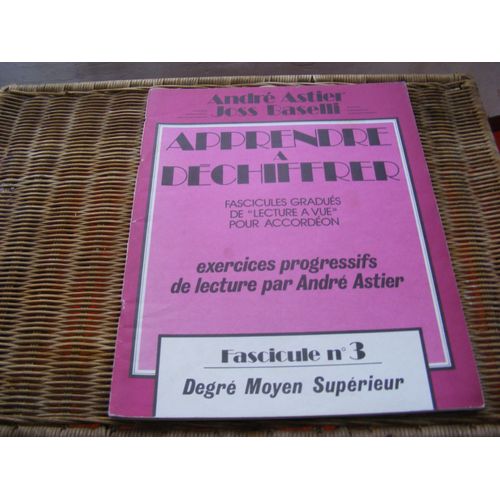 André Astier
Joss Baselli
APPRENDRE
A
DÉCHIFFRER
FASCICULES GRADUÉS
DE "LECTURE A VUE"
POUR ACCORDÉON
exercices progressifs
de lecture par André Astier
Fascicule n° 3
Degré Moyen Supérieur